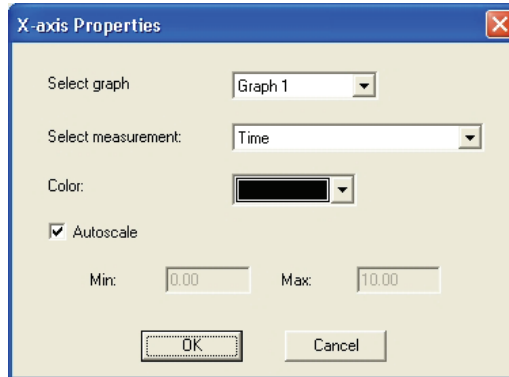 X-axis Properties
Select graph
Graph 1
Select measurement:
Time
Color:
Autoscale
Min:
0.00
Max:
10.00
OK
Cancel